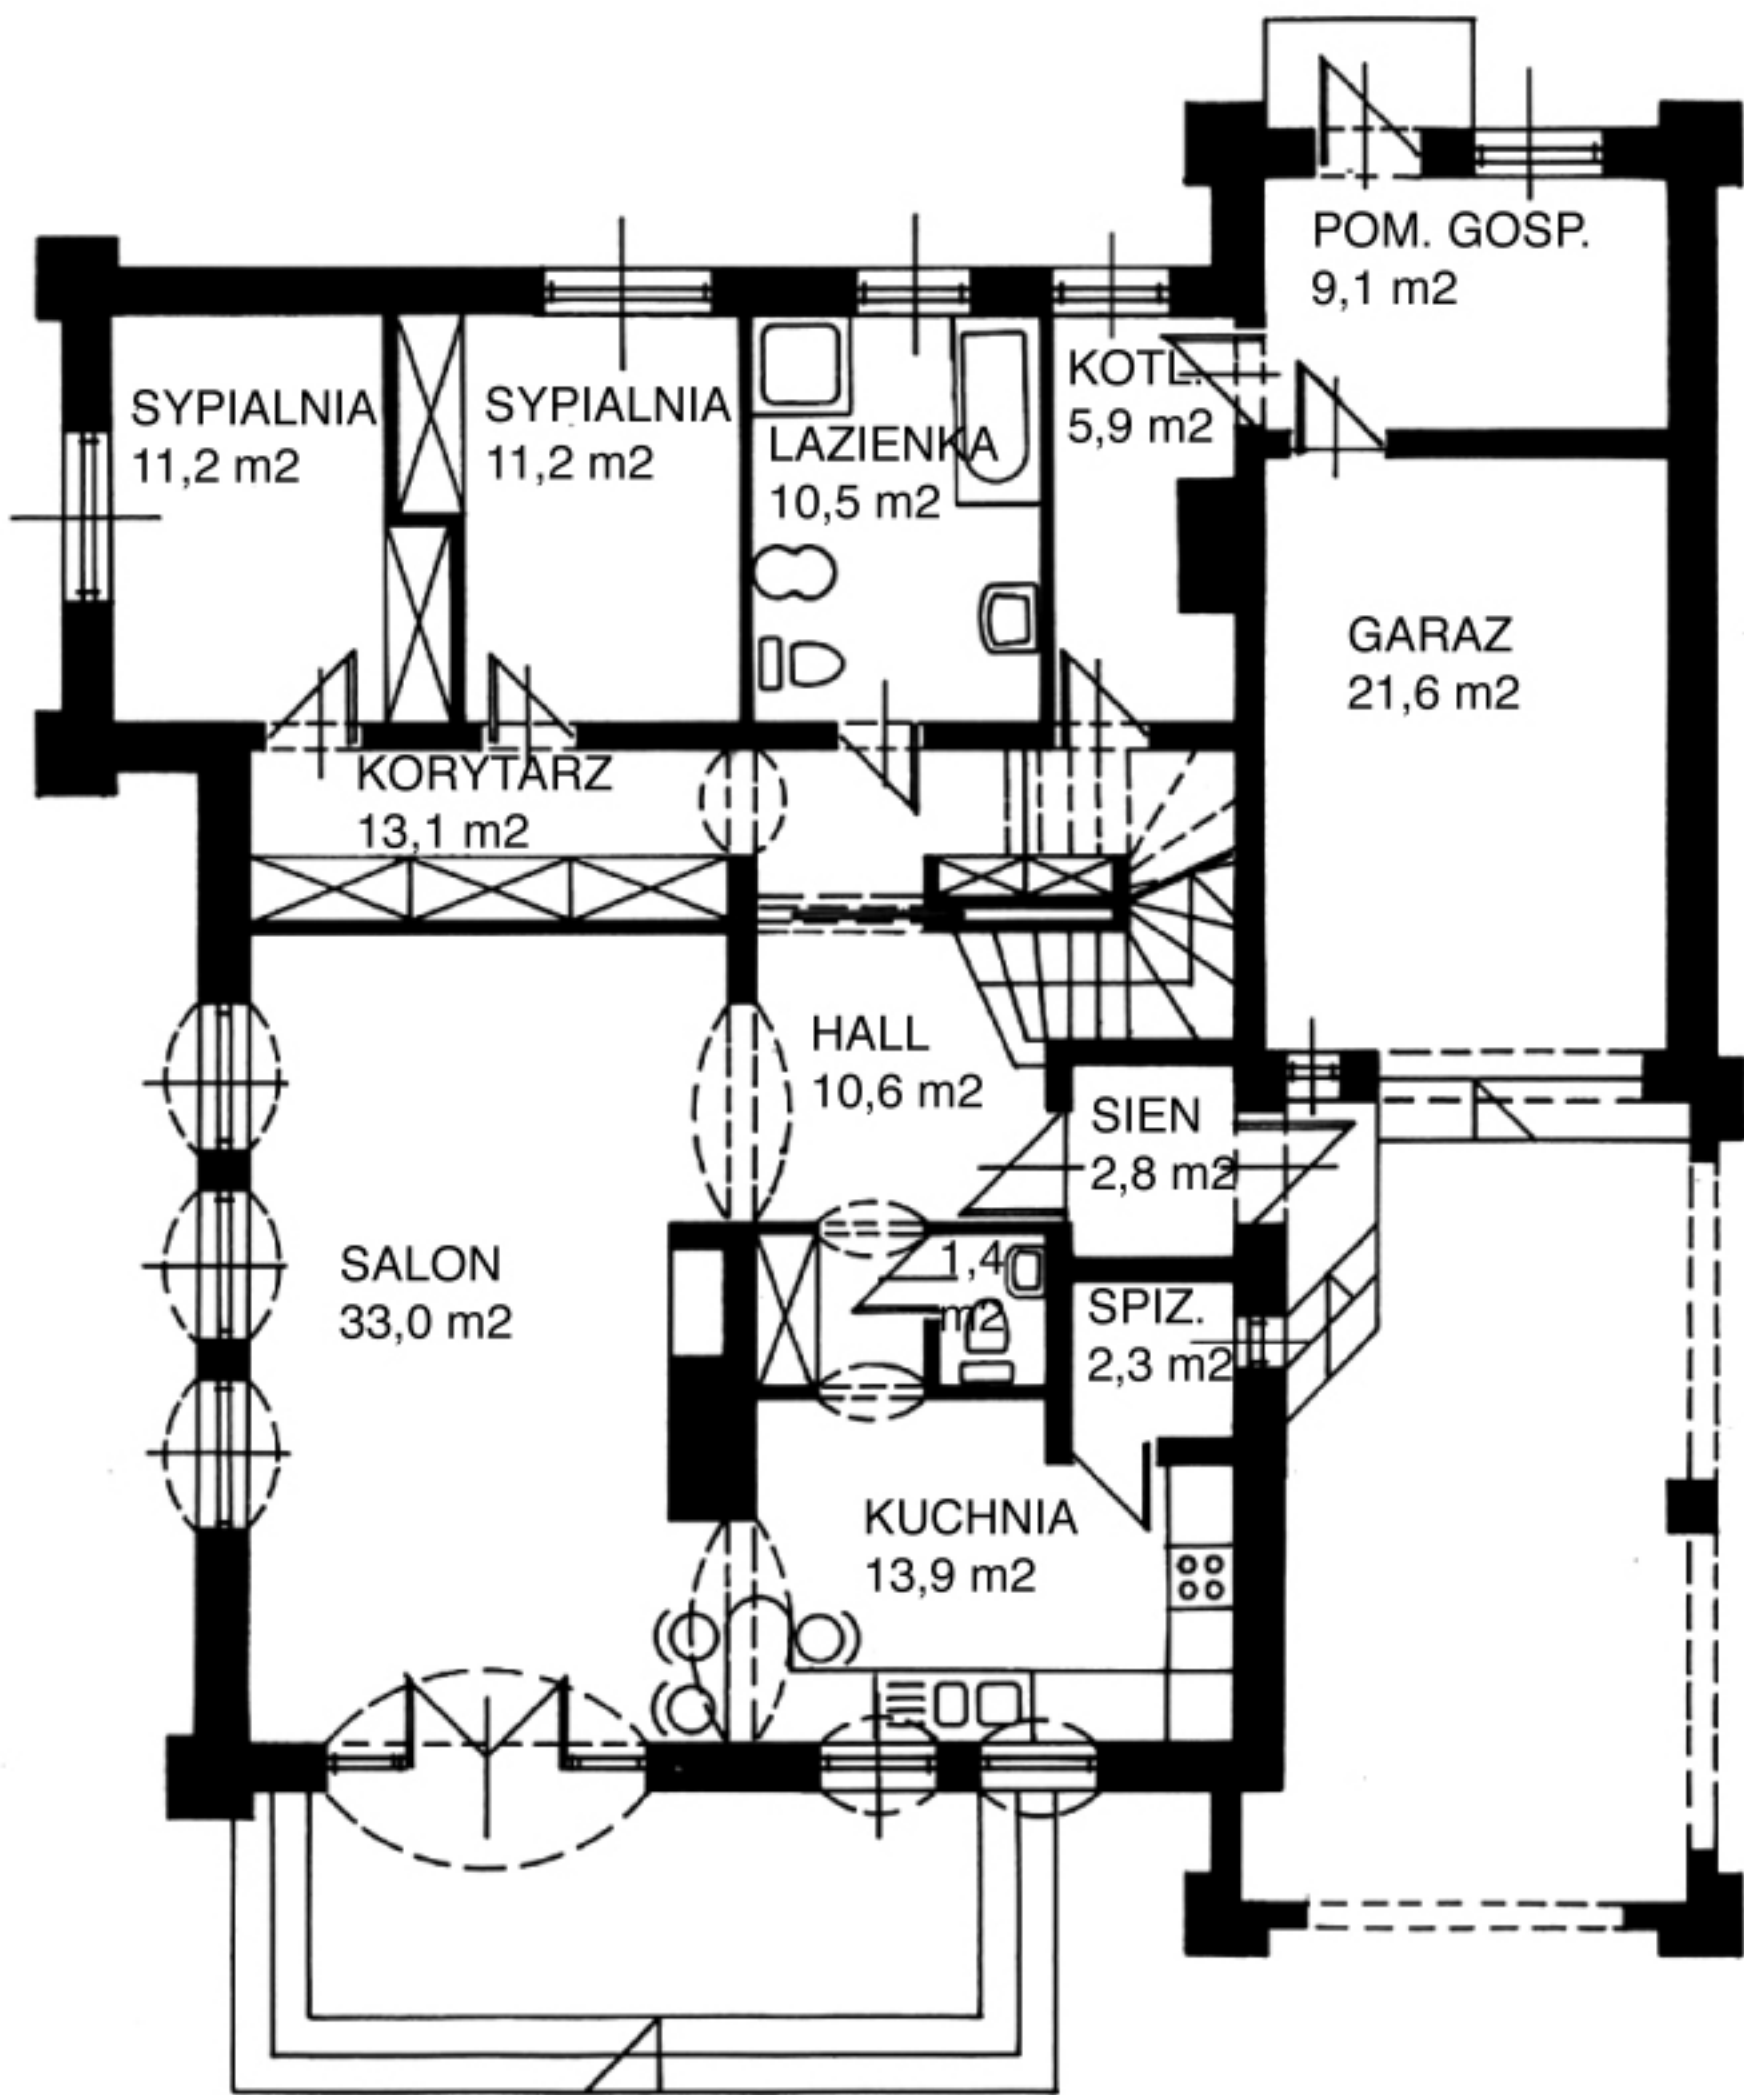 POM. GOSP.
9,1 m2
SYPIALNIA
11,2 m2
SYPIALNIA
11,2 m2
LAZIENKA
10,5 m2
KOTL.
5,9 m2
GARAZ
21,6 m2
KORYTARZ
13,1 m2
HALL
10,6 m2
SIEN
2,8 m2
SALON
33,0 m2
1,4
m2
SPIZ.
2,3 m2
KUCHNIA
13,9 m2